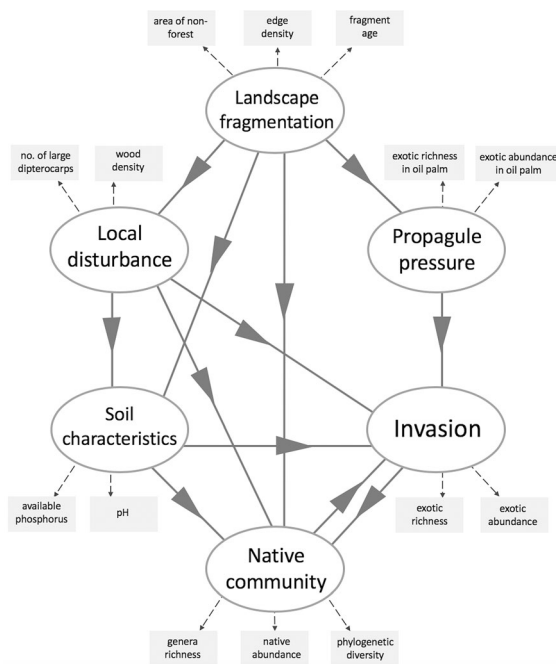 area of non-
forest
edge
density
fragment
age
Landscape
fragmentation
no. of large
dipterocarps
wood
density
exotic richness
in oil palm
exotic abundance
in oil palm
Local
disturbance
Propagule
pressure
Soil
characteristics
Invasion
available
phosphorus
pH
exotic
richness
exotic
abundance
Native
community
genera
richness
native
abundance
phylogenetic
diversity